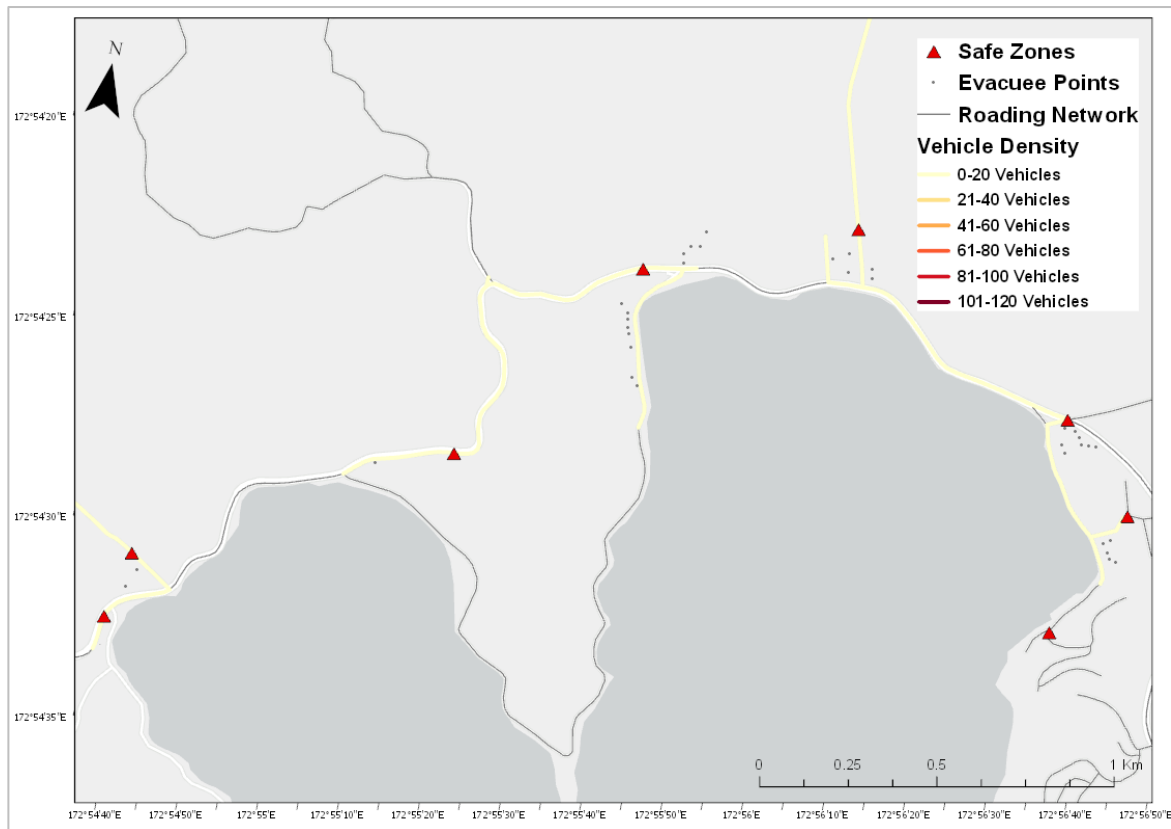 N
Safe Zones
Evacuee Points
Roading Network
Vehicle Density
0-20 Vehicles
21-40 Vehicles
41-60 Vehicles
61-80 Vehicles
81-100 Vehicles
101-120 Vehicles
172°54'20"E
172°54'25"E
172°54'30"E
172°54'35"E
0 0.25 0.5 1 Km
172°54'40"E 172°54'50"E 172°55'E 172°55'10"E 172°55'20"E 172°55'30"E 172°55'40"E 172°55'50"E 172°56'E 172°56'10"E 172°56'20"E 172°56'30"E 172°56'40"E 172°56'50"E